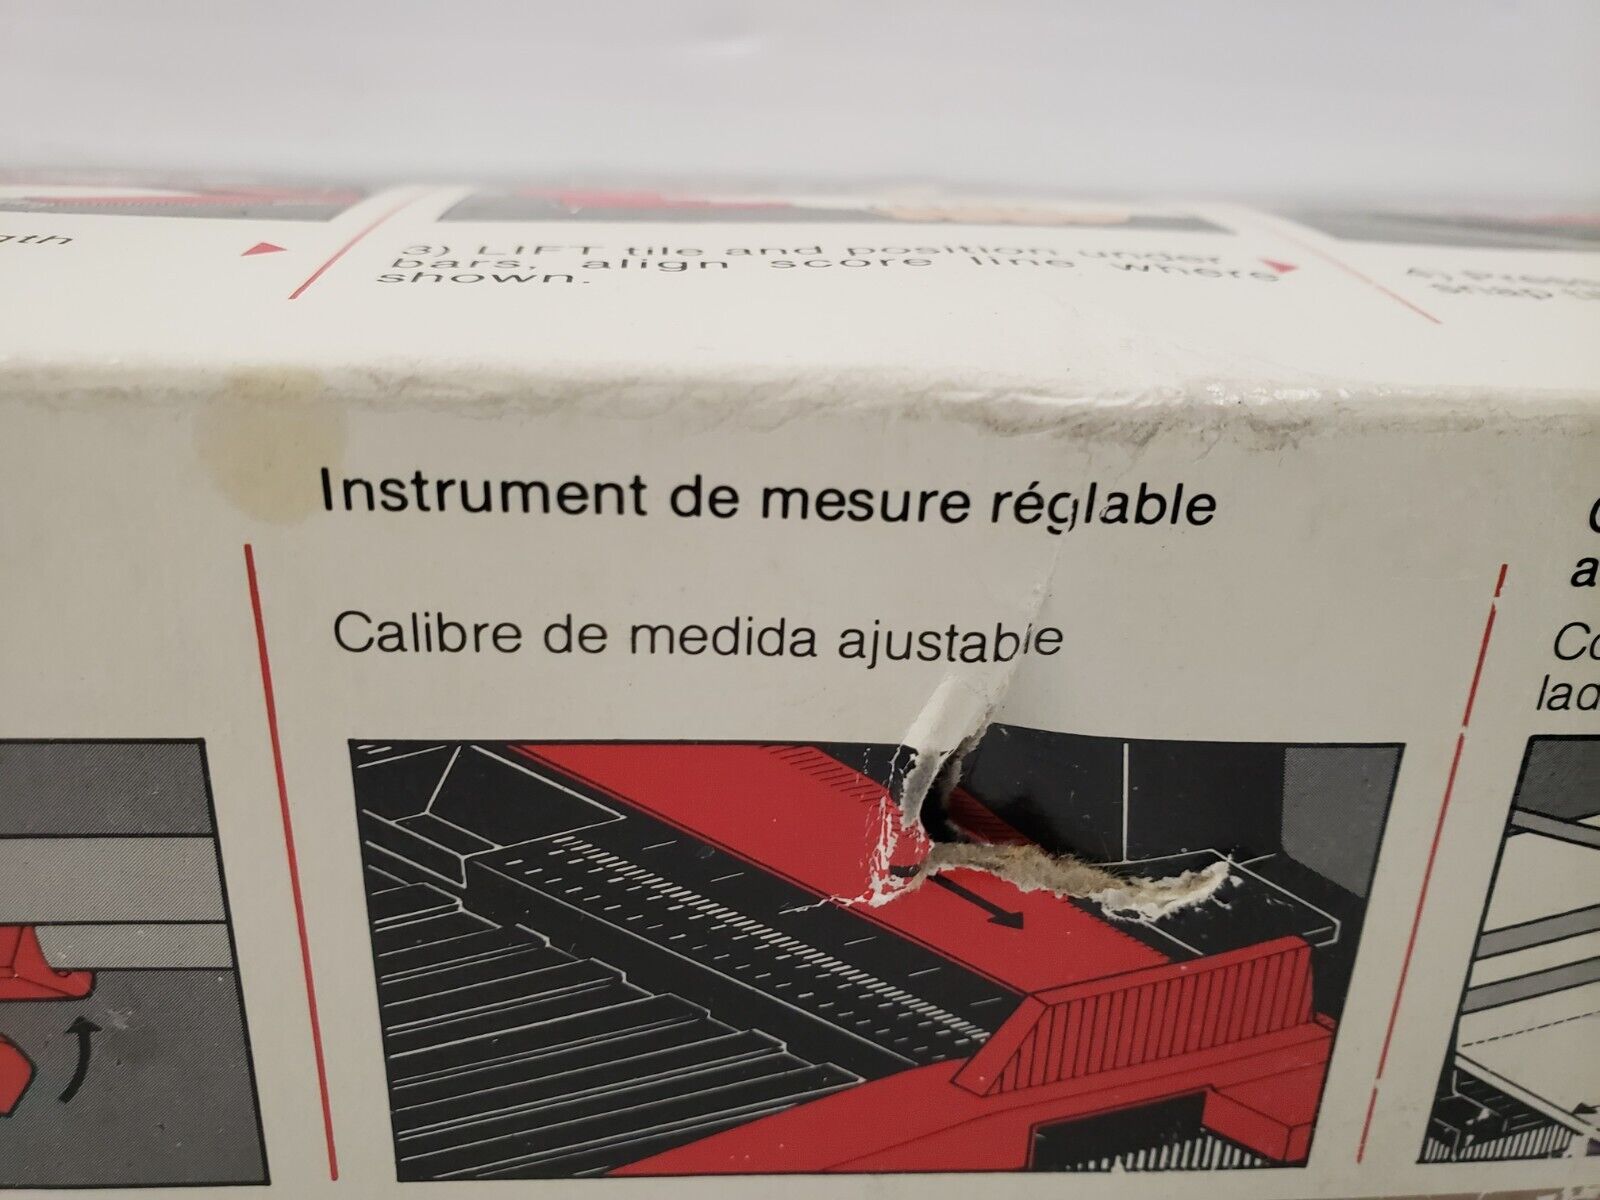 3) LIFT tile and position under
bars, align score line where
shown.
Instrument de mesure réglable
Calibre de medida ajustable